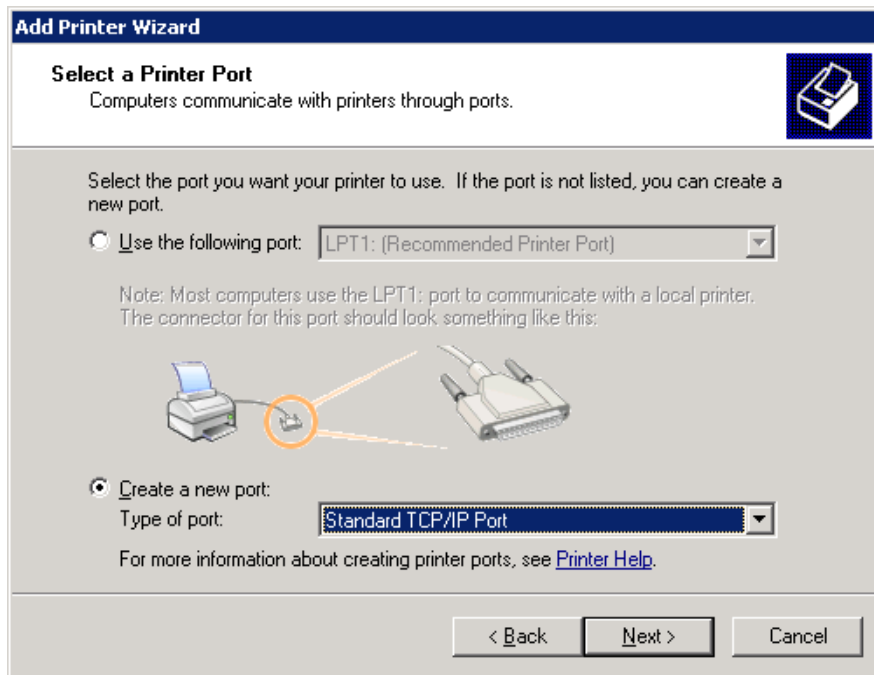 Add Printer Wizard
Select a Printer Port
Computers communicate with printers through ports.
Select the port you want your printer to use.  If the port is not listed, you can create a
new port.
Use the following port: LPT1: (Recommended Printer Port)
Note: Most computers use the LPT1: port to communicate with a local printer.
The connector for this port should look something like this:
Create a new port:
Type of port: Standard TCP/IP Port
For more information about creating printer ports, see Printer Help.
< Back Next > Cancel